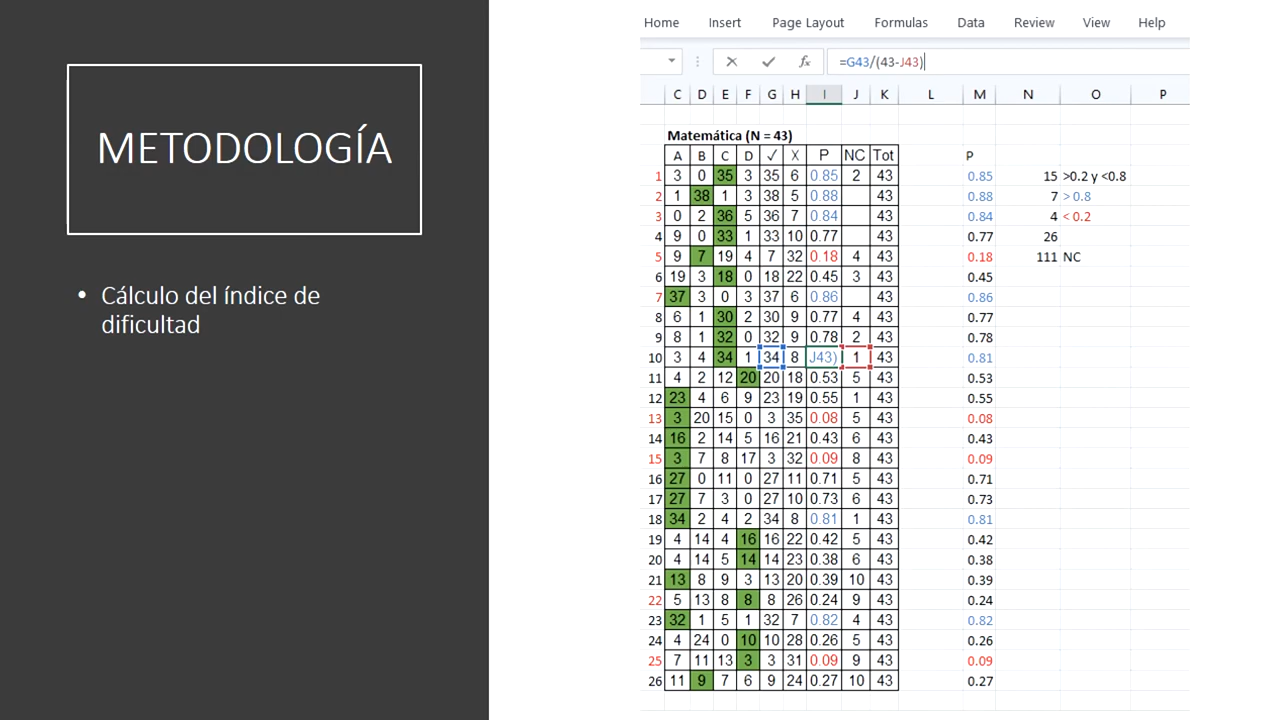 METODOLOGÍA
• Cálculo del índice de
dificultad
Home Insert Page Layout Formulas Data Review View Help
fx =G43/(43-J43)
C D E F G H I J K L M N O P
Matemática (N = 43)
A B C D ✓ X P NC Tot P
1 3 0 35 3 35 6 0.85 2 43 0.85 15 >0.2 y <0.8
2 1 38 1 3 38 5 0.88 43 0.88 7 > 0.8
3 0 2 36 5 36 7 0.84 43 0.84 4 < 0.2
4 9 0 33 1 33 10 0.77 43 0.77 26
5 9 7 19 4 7 32 0.18 4 43 0.18 111 NC
6 19 3 18 0 18 22 0.45 3 43 0.45
7 37 3 0 3 37 6 0.86 43 0.86
8 6 1 30 2 30 9 0.77 4 43 0.77
9 8 1 32 0 32 9 0.78 2 43 0.78
10 3 4 34 1 34 8 J43) 1 43 0.81
11 4 2 12 20 20 18 0.53 5 43 0.53
12 23 4 6 9 23 19 0.55 1 43 0.55
13 3 20 15 0 3 35 0.08 5 43 0.08
14 16 2 14 5 16 21 0.43 6 43 0.43
15 3 7 8 17 3 32 0.09 8 43 0.09
16 27 0 11 0 27 11 0.71 5 43 0.71
17 27 7 3 0 27 10 0.73 6 43 0.73
18 34 2 4 2 34 8 0.81 1 43 0.81
19 4 14 4 16 16 22 0.42 5 43 0.42
20 4 14 5 14 14 23 0.38 6 43 0.38
21 13 8 9 3 13 20 0.39 10 43 0.39
22 5 13 8 8 8 26 0.24 9 43 0.24
23 32 1 5 1 32 7 0.82 4 43 0.82
24 4 24 0 10 10 28 0.26 5 43 0.26
25 7 11 13 3 3 31 0.09 9 43 0.09
26 11 9 7 6 9 24 0.27 10 43 0.27